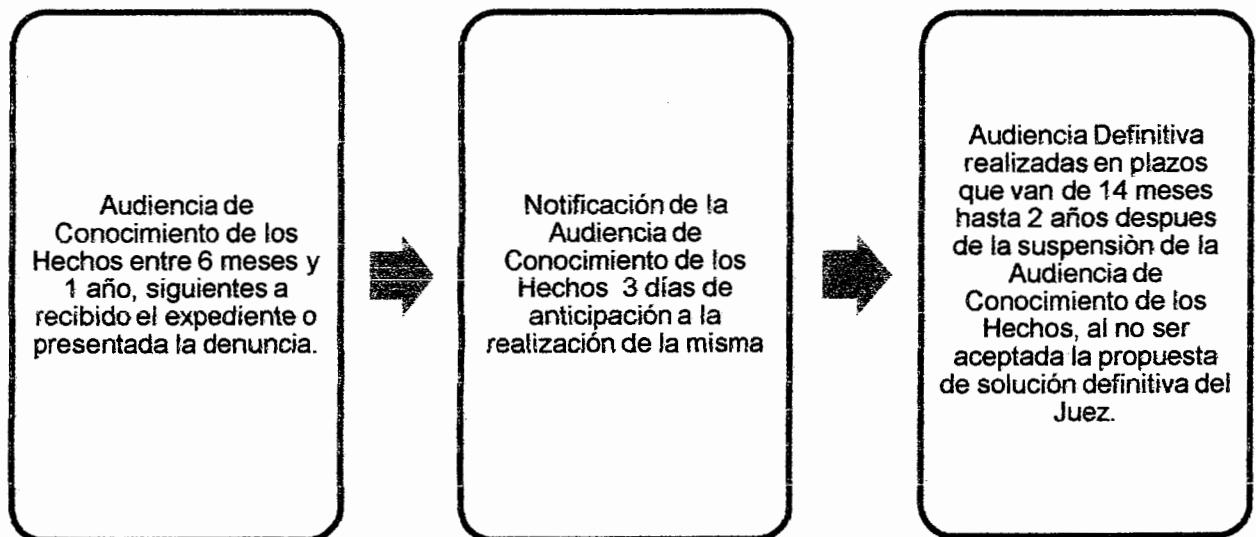 Audiencia de
Conocimiento de los
Hechos entre 6 meses y
1 año, siguientes a
recibido el expediente o
presentada la denuncia.
Notificación de la
Audiencia de
Conocimiento de los
Hechos 3 días de
anticipación a la
realización de la misma
Audiencia Definitiva
realizadas en plazos
que van de 14 meses
hasta 2 años despues
de la suspensiòn de la
Audiencia de
Conocimiento de los
Hechos, al no ser
aceptada la propuesta
de solución definitiva del
Juez.